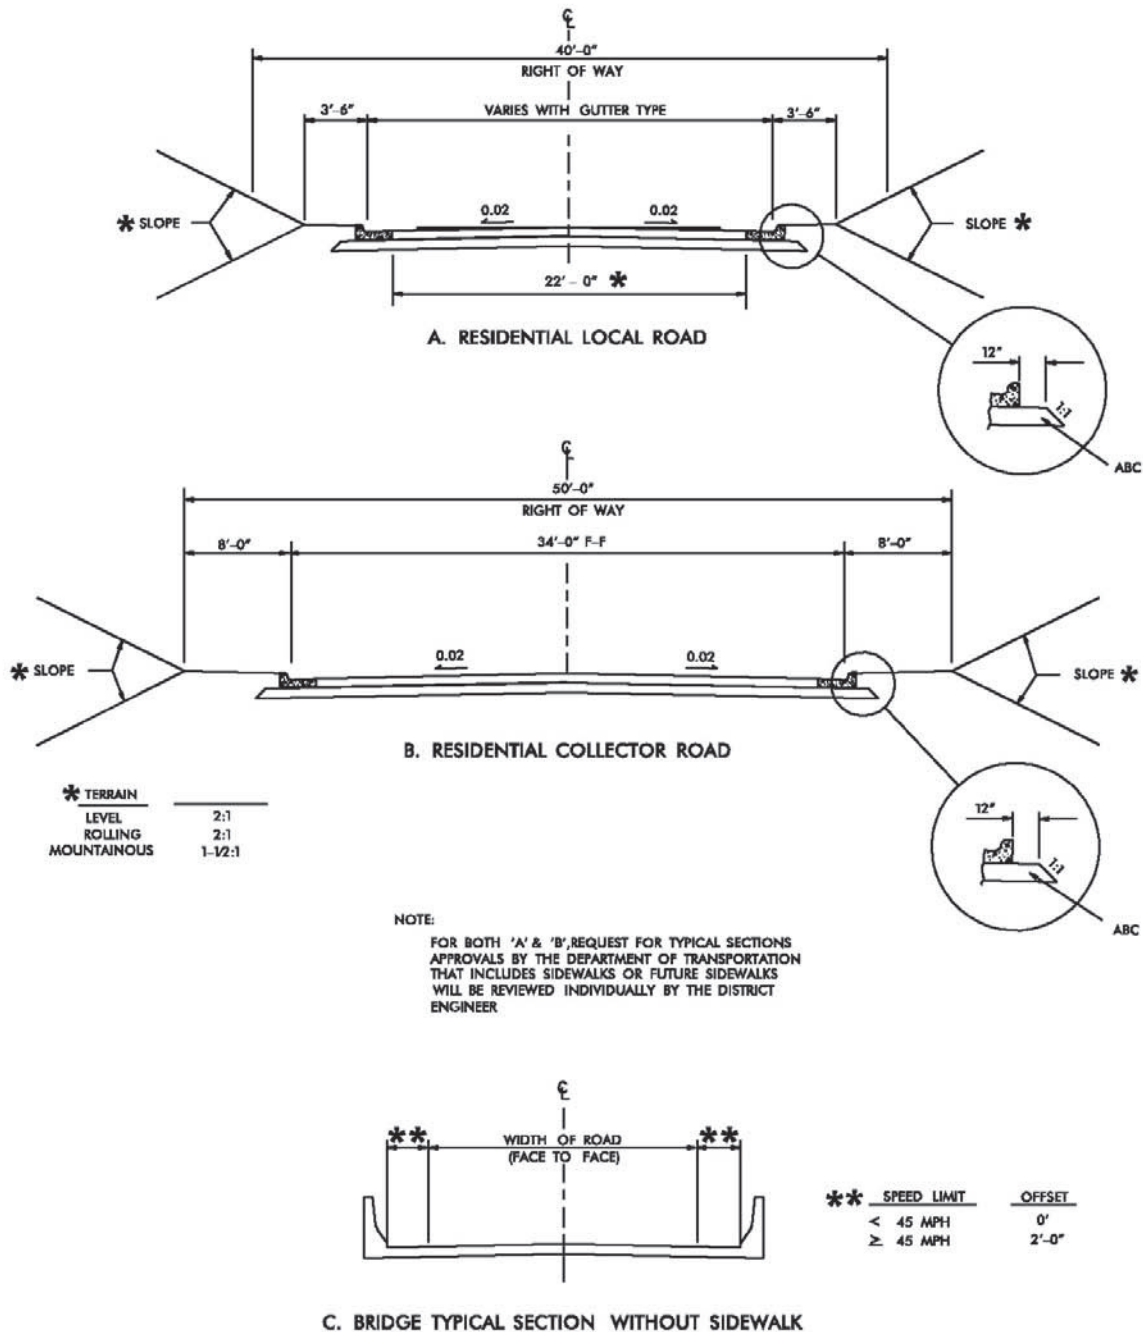 ℄
40'-0"
RIGHT OF WAY
3'-6" VARIES WITH GUTTER TYPE 3'-6"
* SLOPE 0.02 0.02 SLOPE *
22' - 0" *
A. RESIDENTIAL LOCAL ROAD
12"
1:1
ABC
℄
50'-0"
RIGHT OF WAY
8'-0" 34'-0" F-F 8'-0"
* SLOPE 0.02 0.02 SLOPE *
B. RESIDENTIAL COLLECTOR ROAD
* TERRAIN
LEVEL 2:1
ROLLING 2:1
MOUNTAINOUS 1-1/2:1
12"
1:1
ABC
NOTE:
FOR BOTH 'A' & 'B',REQUEST FOR TYPICAL SECTIONS
APPROVALS BY THE DEPARTMENT OF TRANSPORTATION
THAT INCLUDES SIDEWALKS OR FUTURE SIDEWALKS
WILL BE REVIEWED INDIVIDUALLY BY THE DISTRICT
ENGINEER
℄
** WIDTH OF ROAD **
(FACE TO FACE)
** SPEED LIMIT OFFSET
< 45 MPH 0'
≥ 45 MPH 2'-0"
C. BRIDGE TYPICAL SECTION WITHOUT SIDEWALK